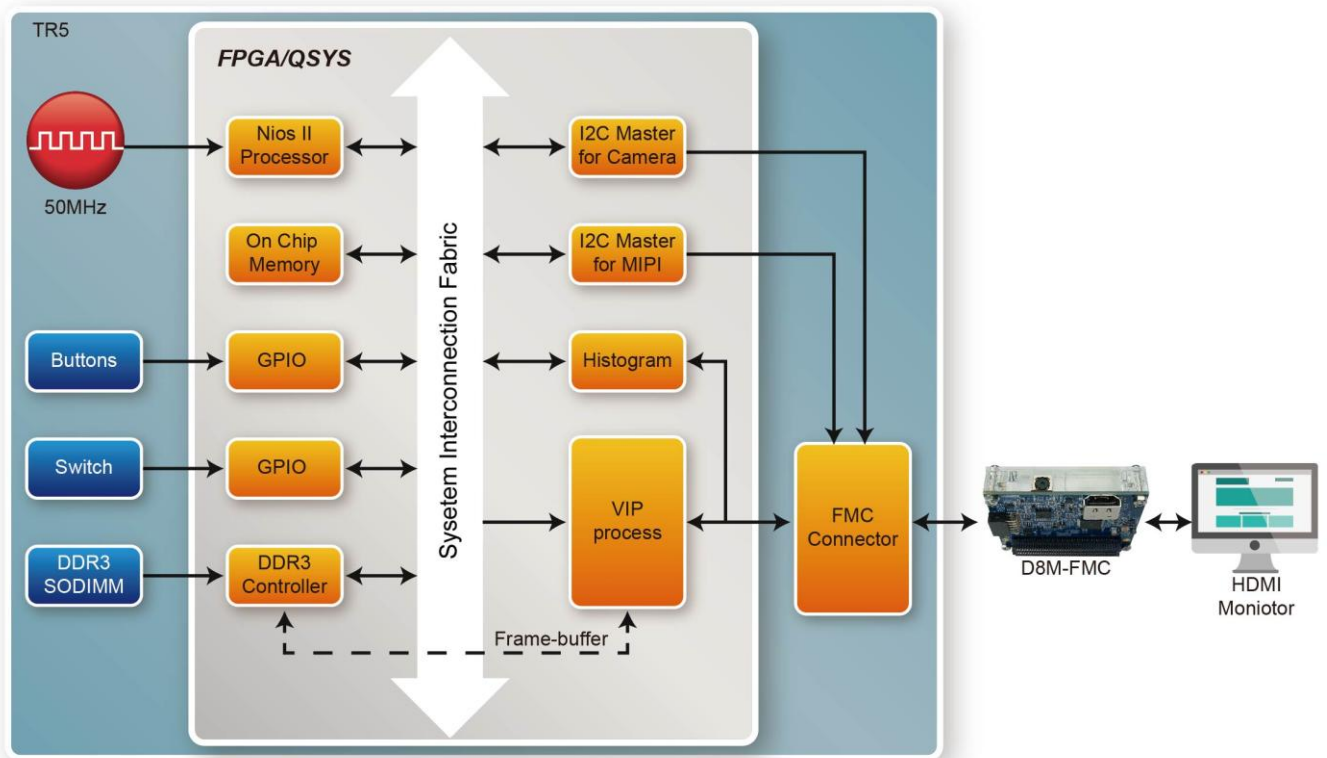 TR5
FPGA/QSYS
50MHz
Nios II
Processor
On Chip
Memory
Buttons
GPIO
Switch
GPIO
DDR3
SODIMM
DDR3
Controller
Sysetem Interconnection Fabric
I2C Master
for Camera
I2C Master
for MIPI
Histogram
VIP
process
Frame-buffer
FMC
Connector
D8M-FMC
HDMI
Moniotor